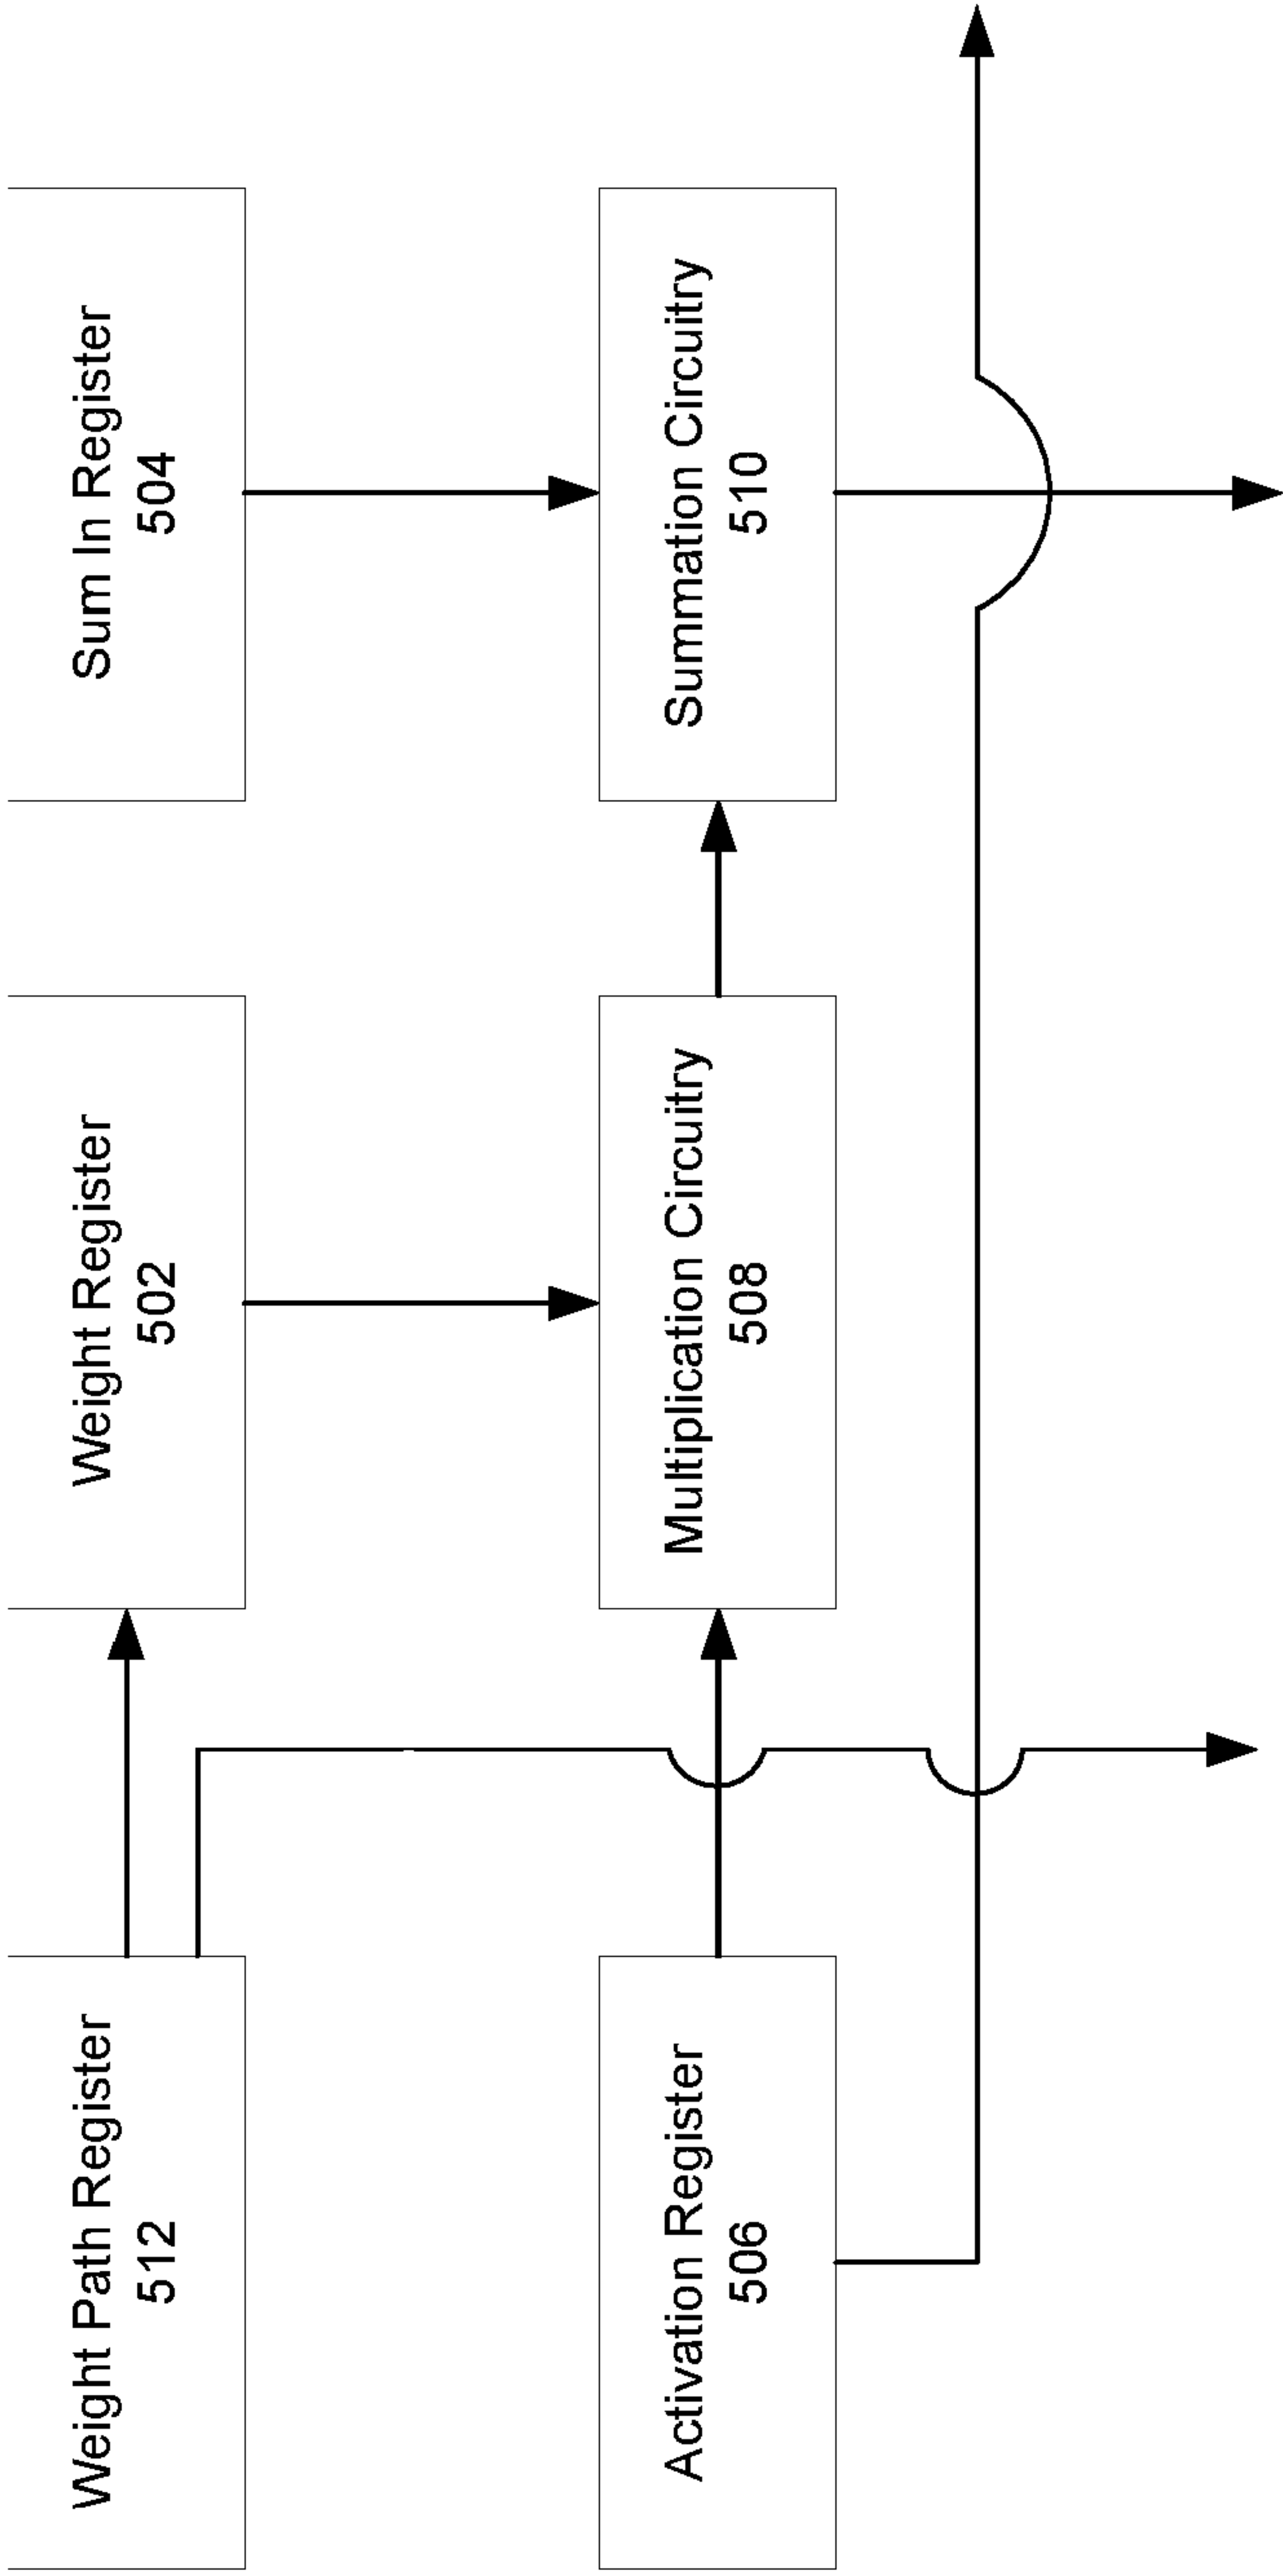 Weight Path Register
512
Weight Register
502
Sum In Register
504
Activation Register
506
Multiplication Circuitry
508
Summation Circuitry
510